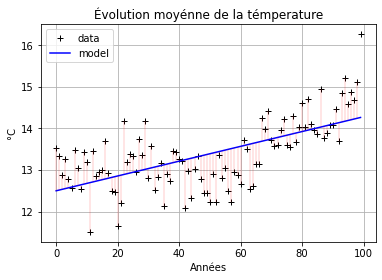 Évolution moyénne de la témperature
data
model
°C
16
15
14
13
12
0
20
40
60
80
100
Années